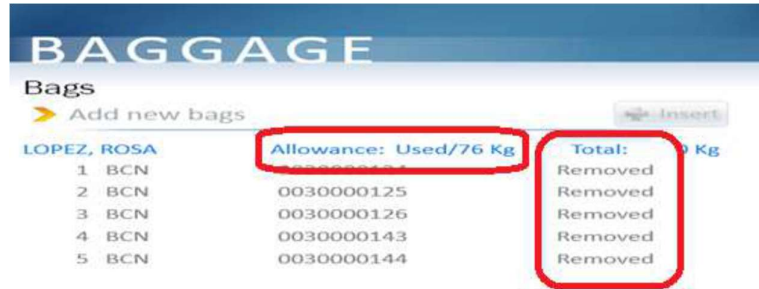 BAGGAGE
Bags
Add new bags Insert
LOPEZ, ROSA Allowance: Used/76 Kg Total: Kg
1 BCN Removed
2 BCN 0030000125 Removed
3 BCN 0030000126 Removed
4 BCN 0030000143 Removed
5 BCN 0030000144 Removed